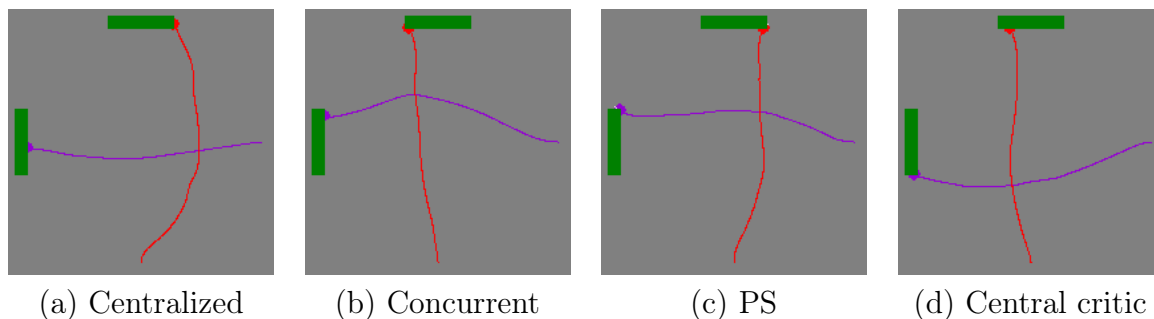 (a) Centralized
(b) Concurrent
(c) PS
(d) Central critic